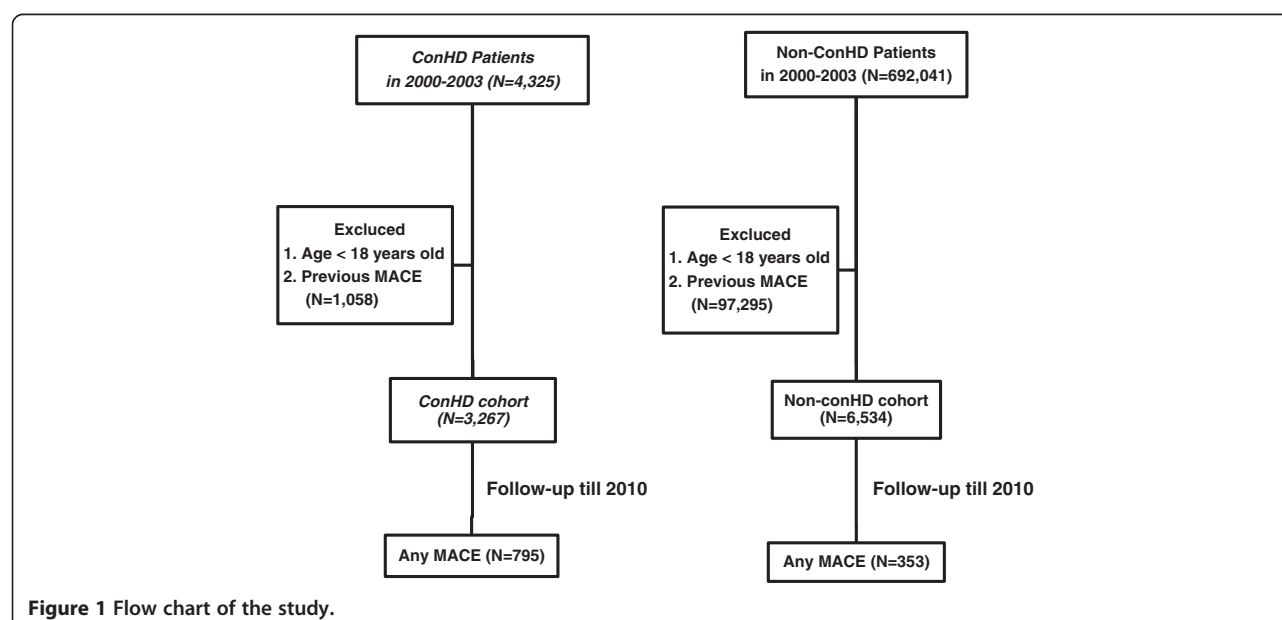 ConHD Patients
in 2000-2003 (N=4,325)
Excluced
1. Age < 18 years old
2. Previous MACE
(N=1,058)
ConHD cohort
(N=3,267)
Follow-up till 2010
Any MACE (N=795)
Non-ConHD Patients
in 2000-2003 (N=692,041)
Excluced
1. Age < 18 years old
2. Previous MACE
(N=97,295)
Non-conHD cohort
(N=6,534)
Follow-up till 2010
Any MACE (N=353)
Figure 1 Flow chart of the study.